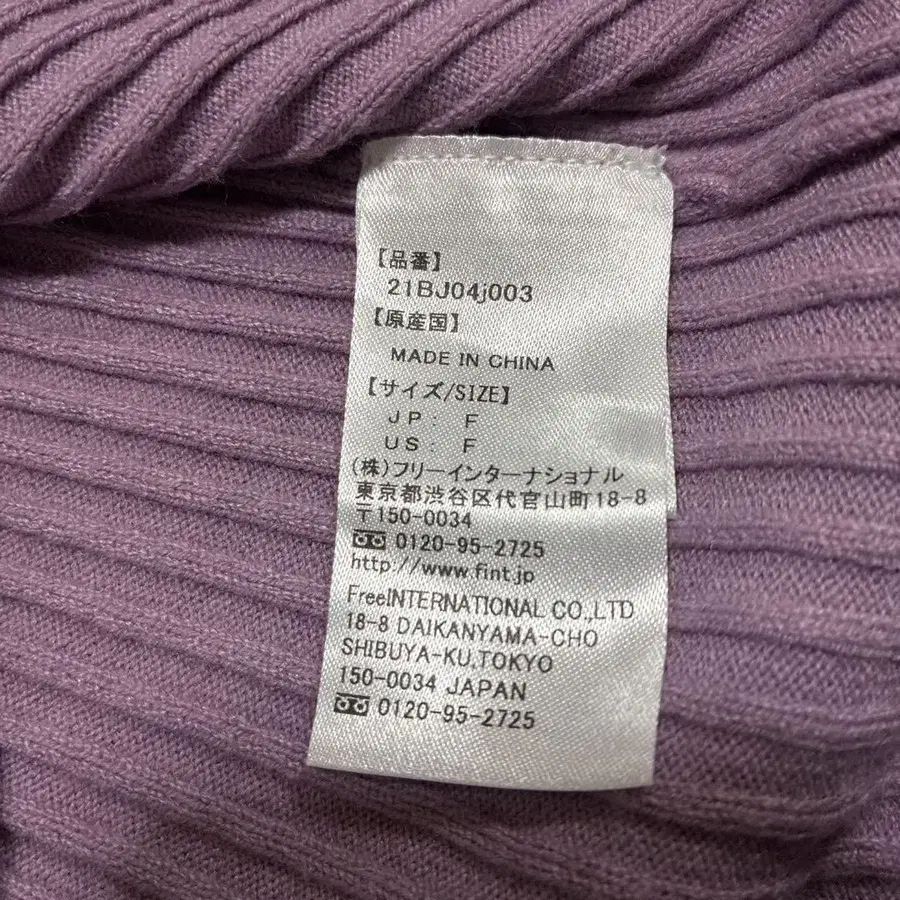 【品番】
21BJ04j003
【原産国】
MADE IN CHINA
【サイズ/SIZE】
JP: F
US: F
(株)フリーインターナショナル
東京都渋谷区代官山町18-8
〒150-0034
0120-95-2725
http://www.fint.jp
FreeINTERNATIONAL CO.,LTD
18-8 DAIKANYAMA-CHO
SHIBUYA-KU,TOKYO
150-0034 JAPAN
0120-95-2725